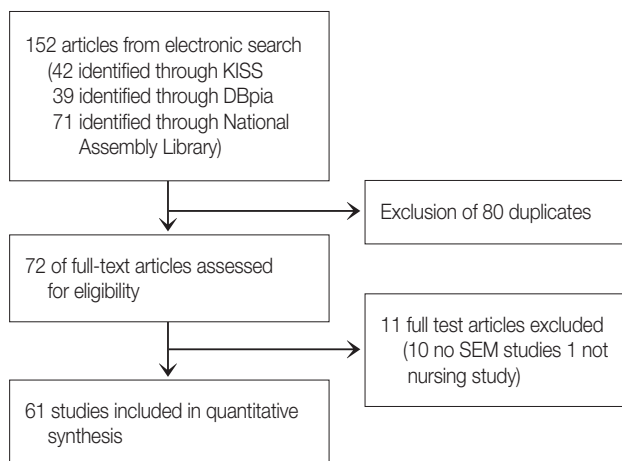 152 articles from electronic search
(42 identified through KISS
39 identified through DBpia
71 identified through National
Assembly Library)
Exclusion of 80 duplicates
72 of full-text articles assessed
for eligibility
11 full test articles excluded
(10 no SEM studies 1 not
nursing study)
61 studies included in quantitative
synthesis